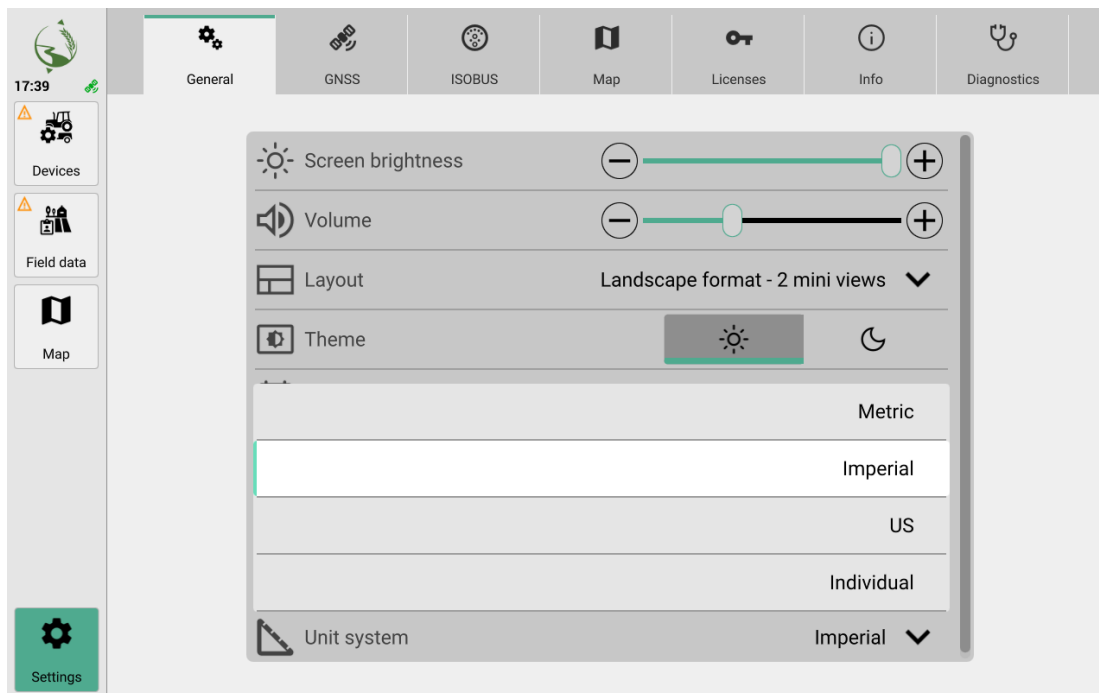 17:39
General
GNSS
ISOBUS
Map
Licenses
Info
Diagnostics
Devices
Field data
Map
Settings
Screen brightness
Volume
Layout
Landscape format - 2 mini views
Theme
Metric
Imperial
US
Individual
Unit system
Imperial